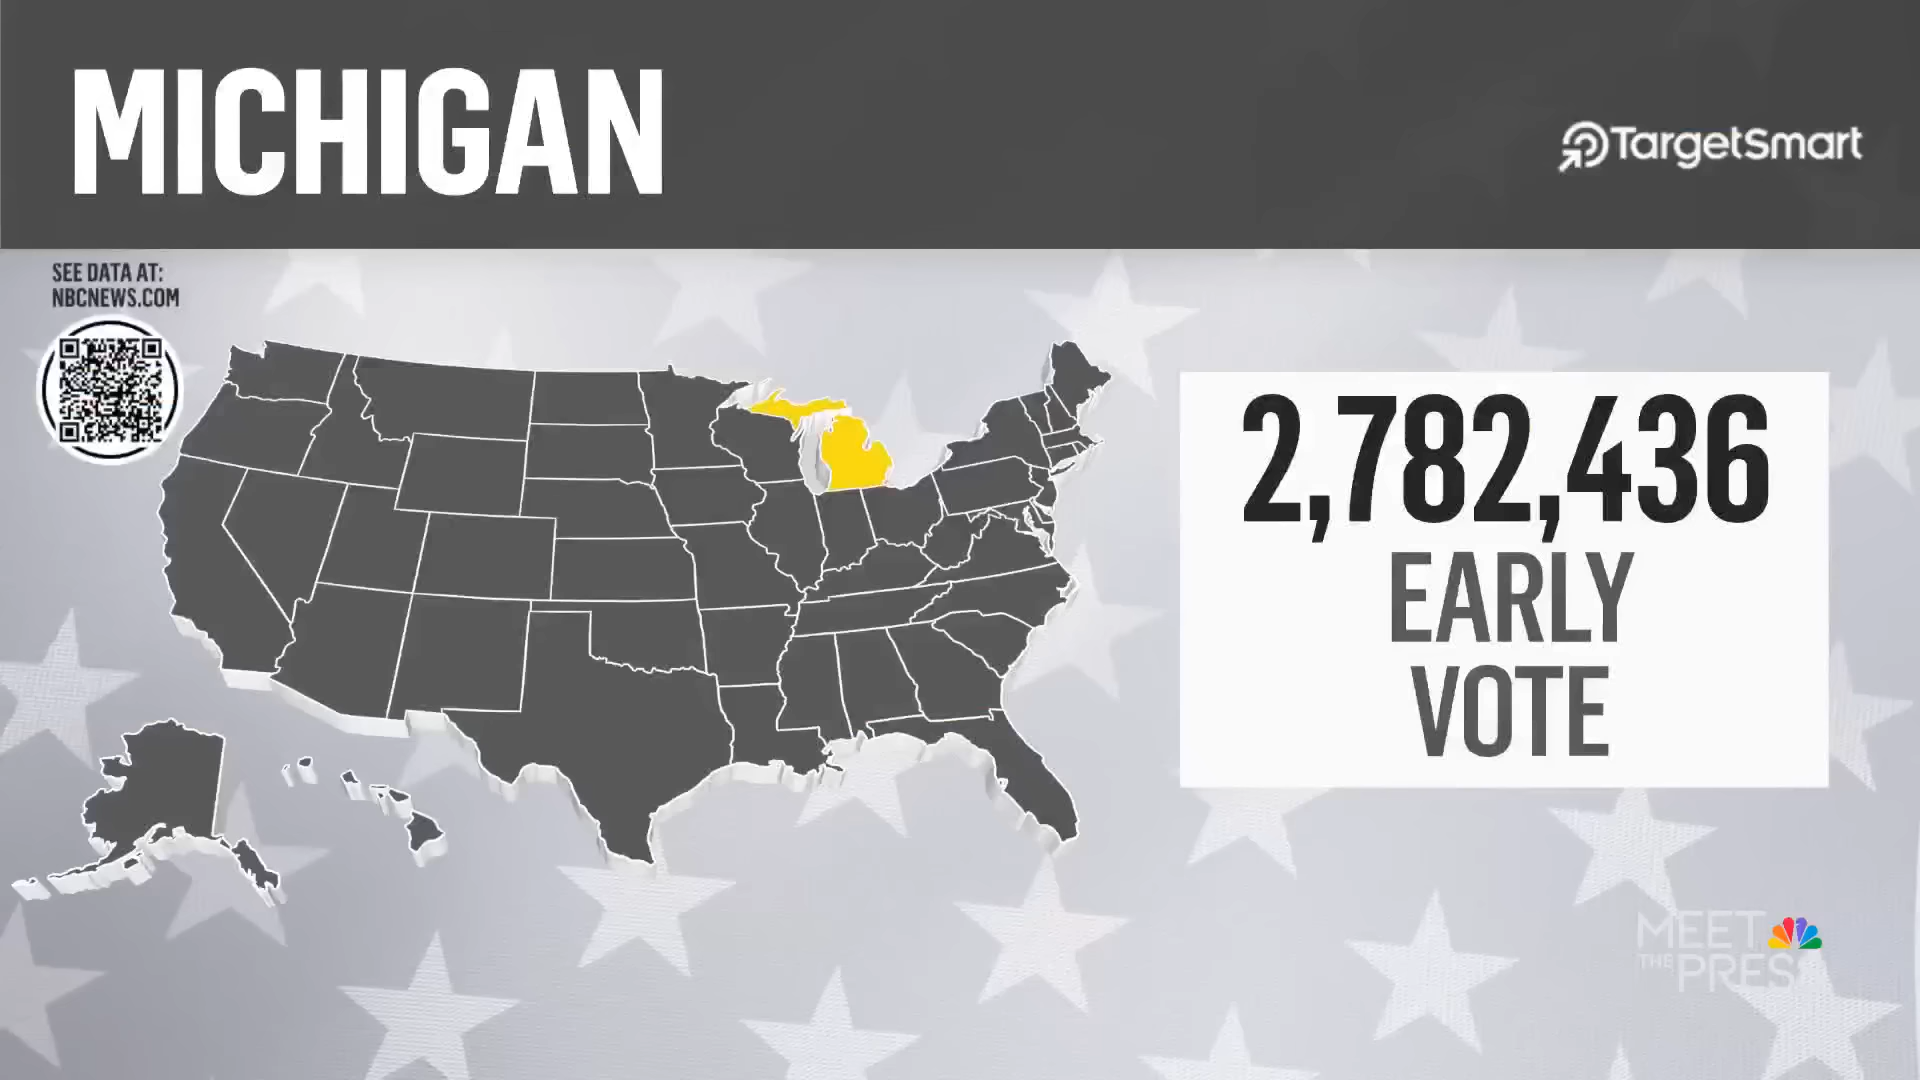 MICHIGAN
TargetSmart
SEE DATA AT:
NBCNEWS.COM
2,782,436
EARLY
VOTE
MEET
THE PRESS